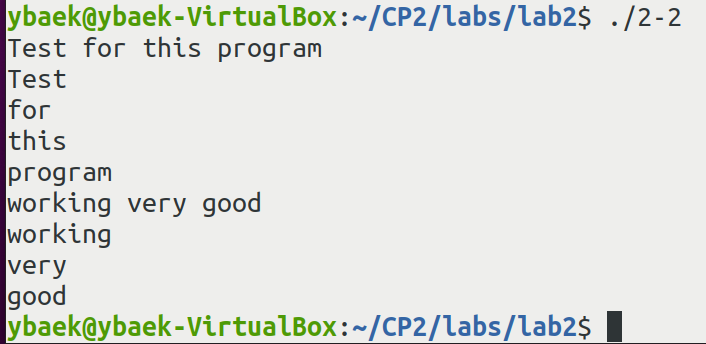 ybaek@ybaek-VirtualBox:~/CP2/labs/lab2$ ./2-2
Test for this program
Test
for
this
program
working very good
working
very
good
ybaek@ybaek-VirtualBox:~/CP2/labs/lab2$